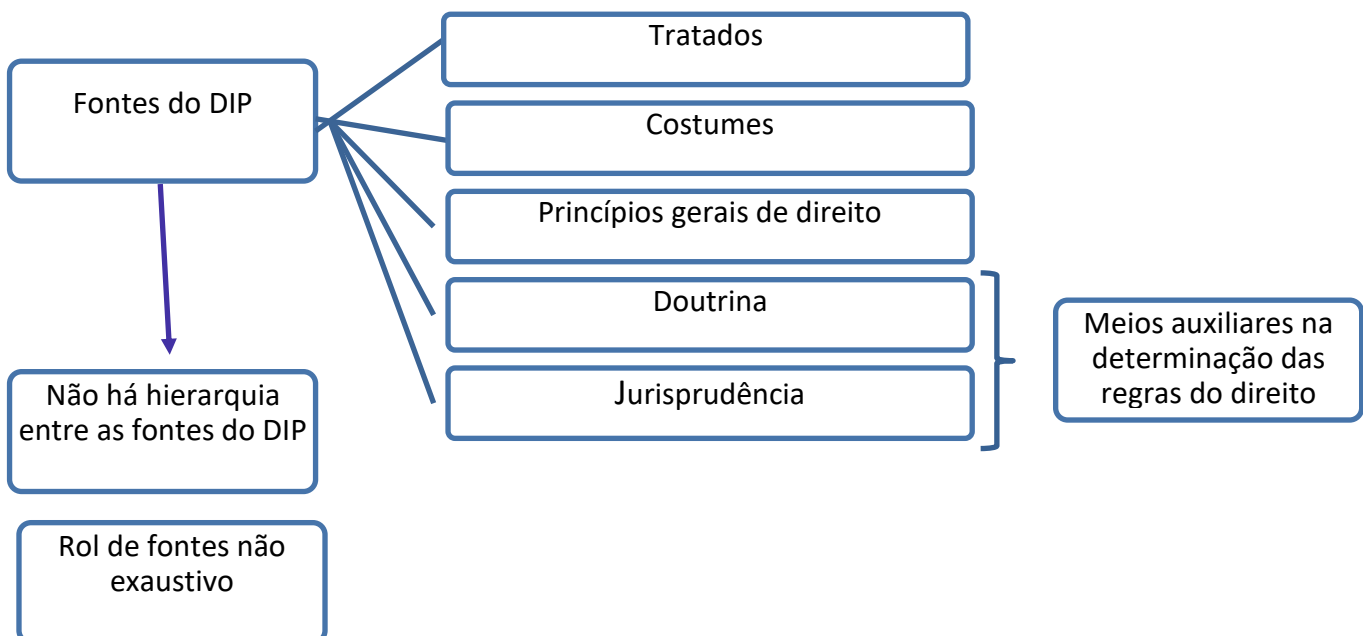 Fontes do DIP
Tratados
Costumes
Princípios gerais de direito
Doutrina
Jurisprudência
Meios auxiliares na
determinação das
regras do direito
Não há hierarquia
entre as fontes do DIP
Rol de fontes não
exaustivo